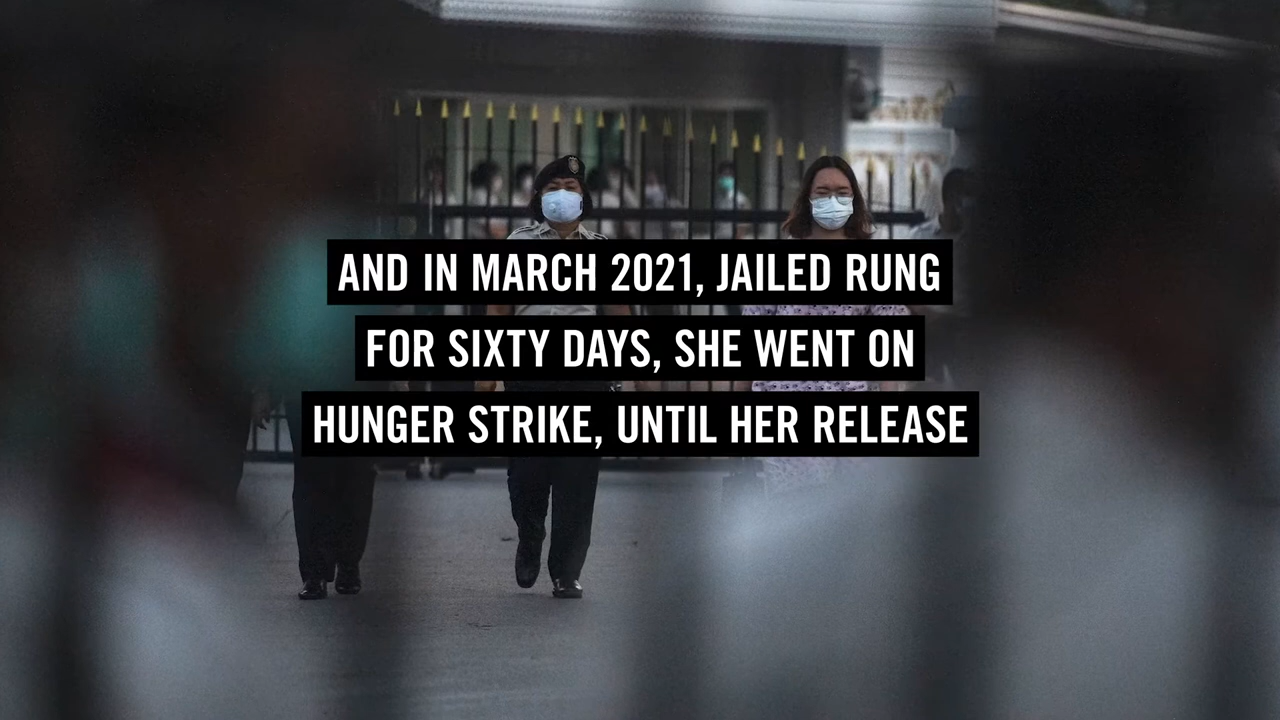 AND IN MARCH 2021, JAILED RUNG
FOR SIXTY DAYS, SHE WENT ON
HUNGER STRIKE, UNTIL HER RELEASE